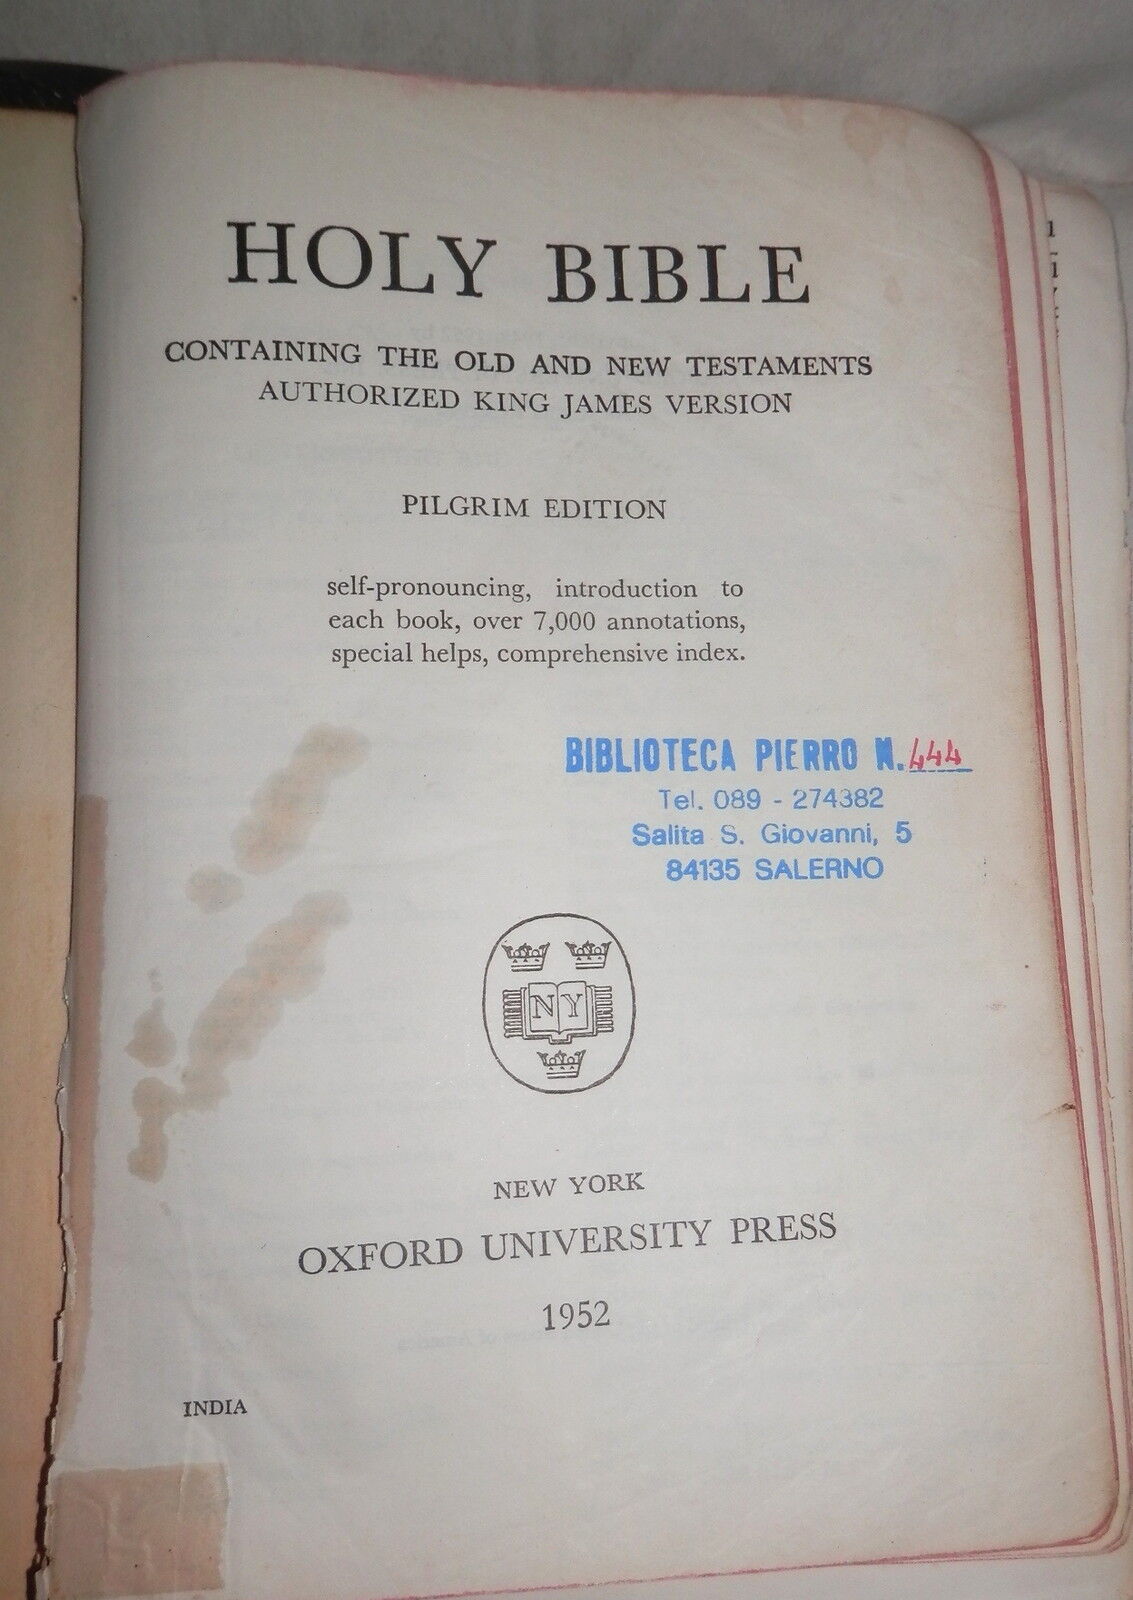 HOLY BIBLE
CONTAINING THE OLD AND NEW TESTAMENTS
AUTHORIZED KING JAMES VERSION
PILGRIM EDITION
self-pronouncing, introduction to
each book, over 7,000 annotations,
special helps, comprehensive index.
BIBLIOTECA PIERRO N. 444
Tel. 089 - 274382
Salita S. Giovanni, 5
84135 SALERNO
N Y
NEW YORK
OXFORD UNIVERSITY PRESS
1952
INDIA